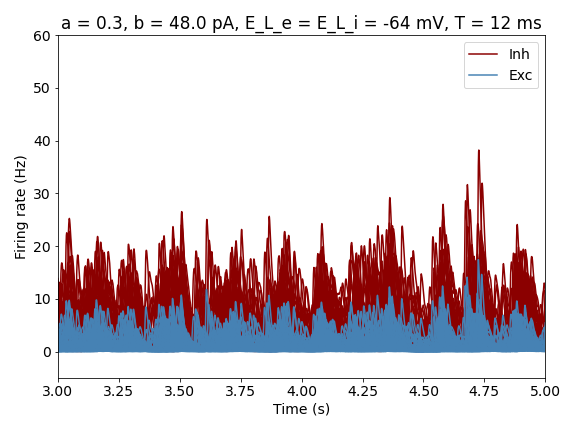 a = 0.3, b = 48.0 pA, E_L_e = E_L_i = -64 mV, T = 12 ms
Inh
Exc
60
50
40
30
20
10
0
Firing rate (Hz)
3.00 3.25 3.50 3.75 4.00 4.25 4.50 4.75 5.00
Time (s)